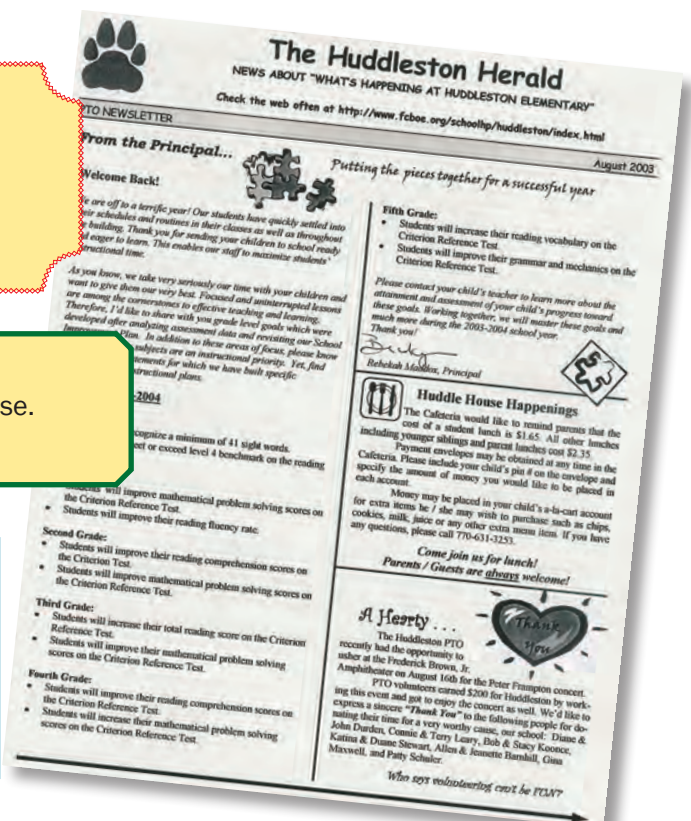 The Huddleston Herald
NEWS ABOUT "WHAT'S HAPPENING AT HUDDLESTON ELEMENTARY"
Check the web often at http://www.fcboe.org/schoolhp/huddleston/index.html
PTO NEWSLETTER
August 2003
From the Principal...
Putting the pieces together for a successful year
Welcome Back!
e are off to a terrific year! Our students have quickly settled into
eir schedules and routines in their classes as well as throughout
e building. Thank you for sending your children to school ready
d eager to learn. This enables our staff to maximize students'
tructional time.
As you know, we take very seriously our time with your children and
want to give them our very best. Focused and uninterrupted lessons
are among the cornerstones to effective teaching and learning.
Therefore, I'd like to share with you grade level goals which were
developed after analyzing assessment data and revisiting our School
Improvement Plan. In addition to these areas of focus, please know
subjects are an instructional priority. Yet, find
ements for which we have built specific
structional plans.
-2004
se.
cognize a minimum of 41 sight words.
eet or exceed level 4 benchmark on the reading
Students will improve mathematical problem solving scores on
the Criterion Reference Test.
• Students will improve their reading fluency rate.
Second Grade:
• Students will improve their reading comprehension scores on
the Criterion Test.
• Students will improve mathematical problem solving scores on
the Criterion Reference Test.
Third Grade:
• Students will increase their total reading score on the Criterion
Reference Test.
• Students will improve their mathematical problem solving
scores on the Criterion Reference Test.
Fourth Grade:
• Students will improve their reading comprehension scores on
the Criterion Reference Test.
• Students will increase their mathematical problem solving
scores on the Criterion Reference Test.
Fifth Grade:
• Students will increase their reading vocabulary on the
Criterion Reference Test.
• Students will improve their grammar and mechanics on the
Criterion Reference Test.
Please contact your child's teacher to learn more about the
attainment and assessment of your child's progress toward
these goals. Working together, we will master these goals and
much more during the 2003-2004 school year.
Thank you!
Becky
Rebekah Principal
Huddle House Happenings
The Cafeteria would like to remind parents that the
cost of a student lunch is $1.65. All other lunches
including younger siblings and parent lunches cost $2.35.
Payment envelopes may be obtained at any time in the
Cafeteria. Please include your child's pin # on the envelope and
specify the amount of money you would like to be placed in
each account.
Money may be placed in your child's a-la-cart account
for extra items he / she may wish to purchase such as chips,
cookies, milk, juice or any other extra menu item. If you have
any questions, please call 770-631-3253.
Come join us for lunch!
Parents / Guests are always welcome!
A Hearty . . .
Thank
You
The Huddleston PTO
recently had the opportunity to
usher at the Frederick Brown, Jr.
Amphitheater on August 16th for the Peter Frampton concert.
PTO volunteers earned $200 for Huddleston by work-
ing this event and got to enjoy the concert as well. We'd like to
express a sincere "Thank You" to the following people for do-
nating their time for a very worthy cause, our school: Diane &
John Durden, Connie & Terry Leary, Bob & Stacy Koonce,
Katina & Duane Stewart, Allen & Jeanette Barnhill, Gina
Maxwell, and Patty Schuler.
Who says volunteering can't be FUN?